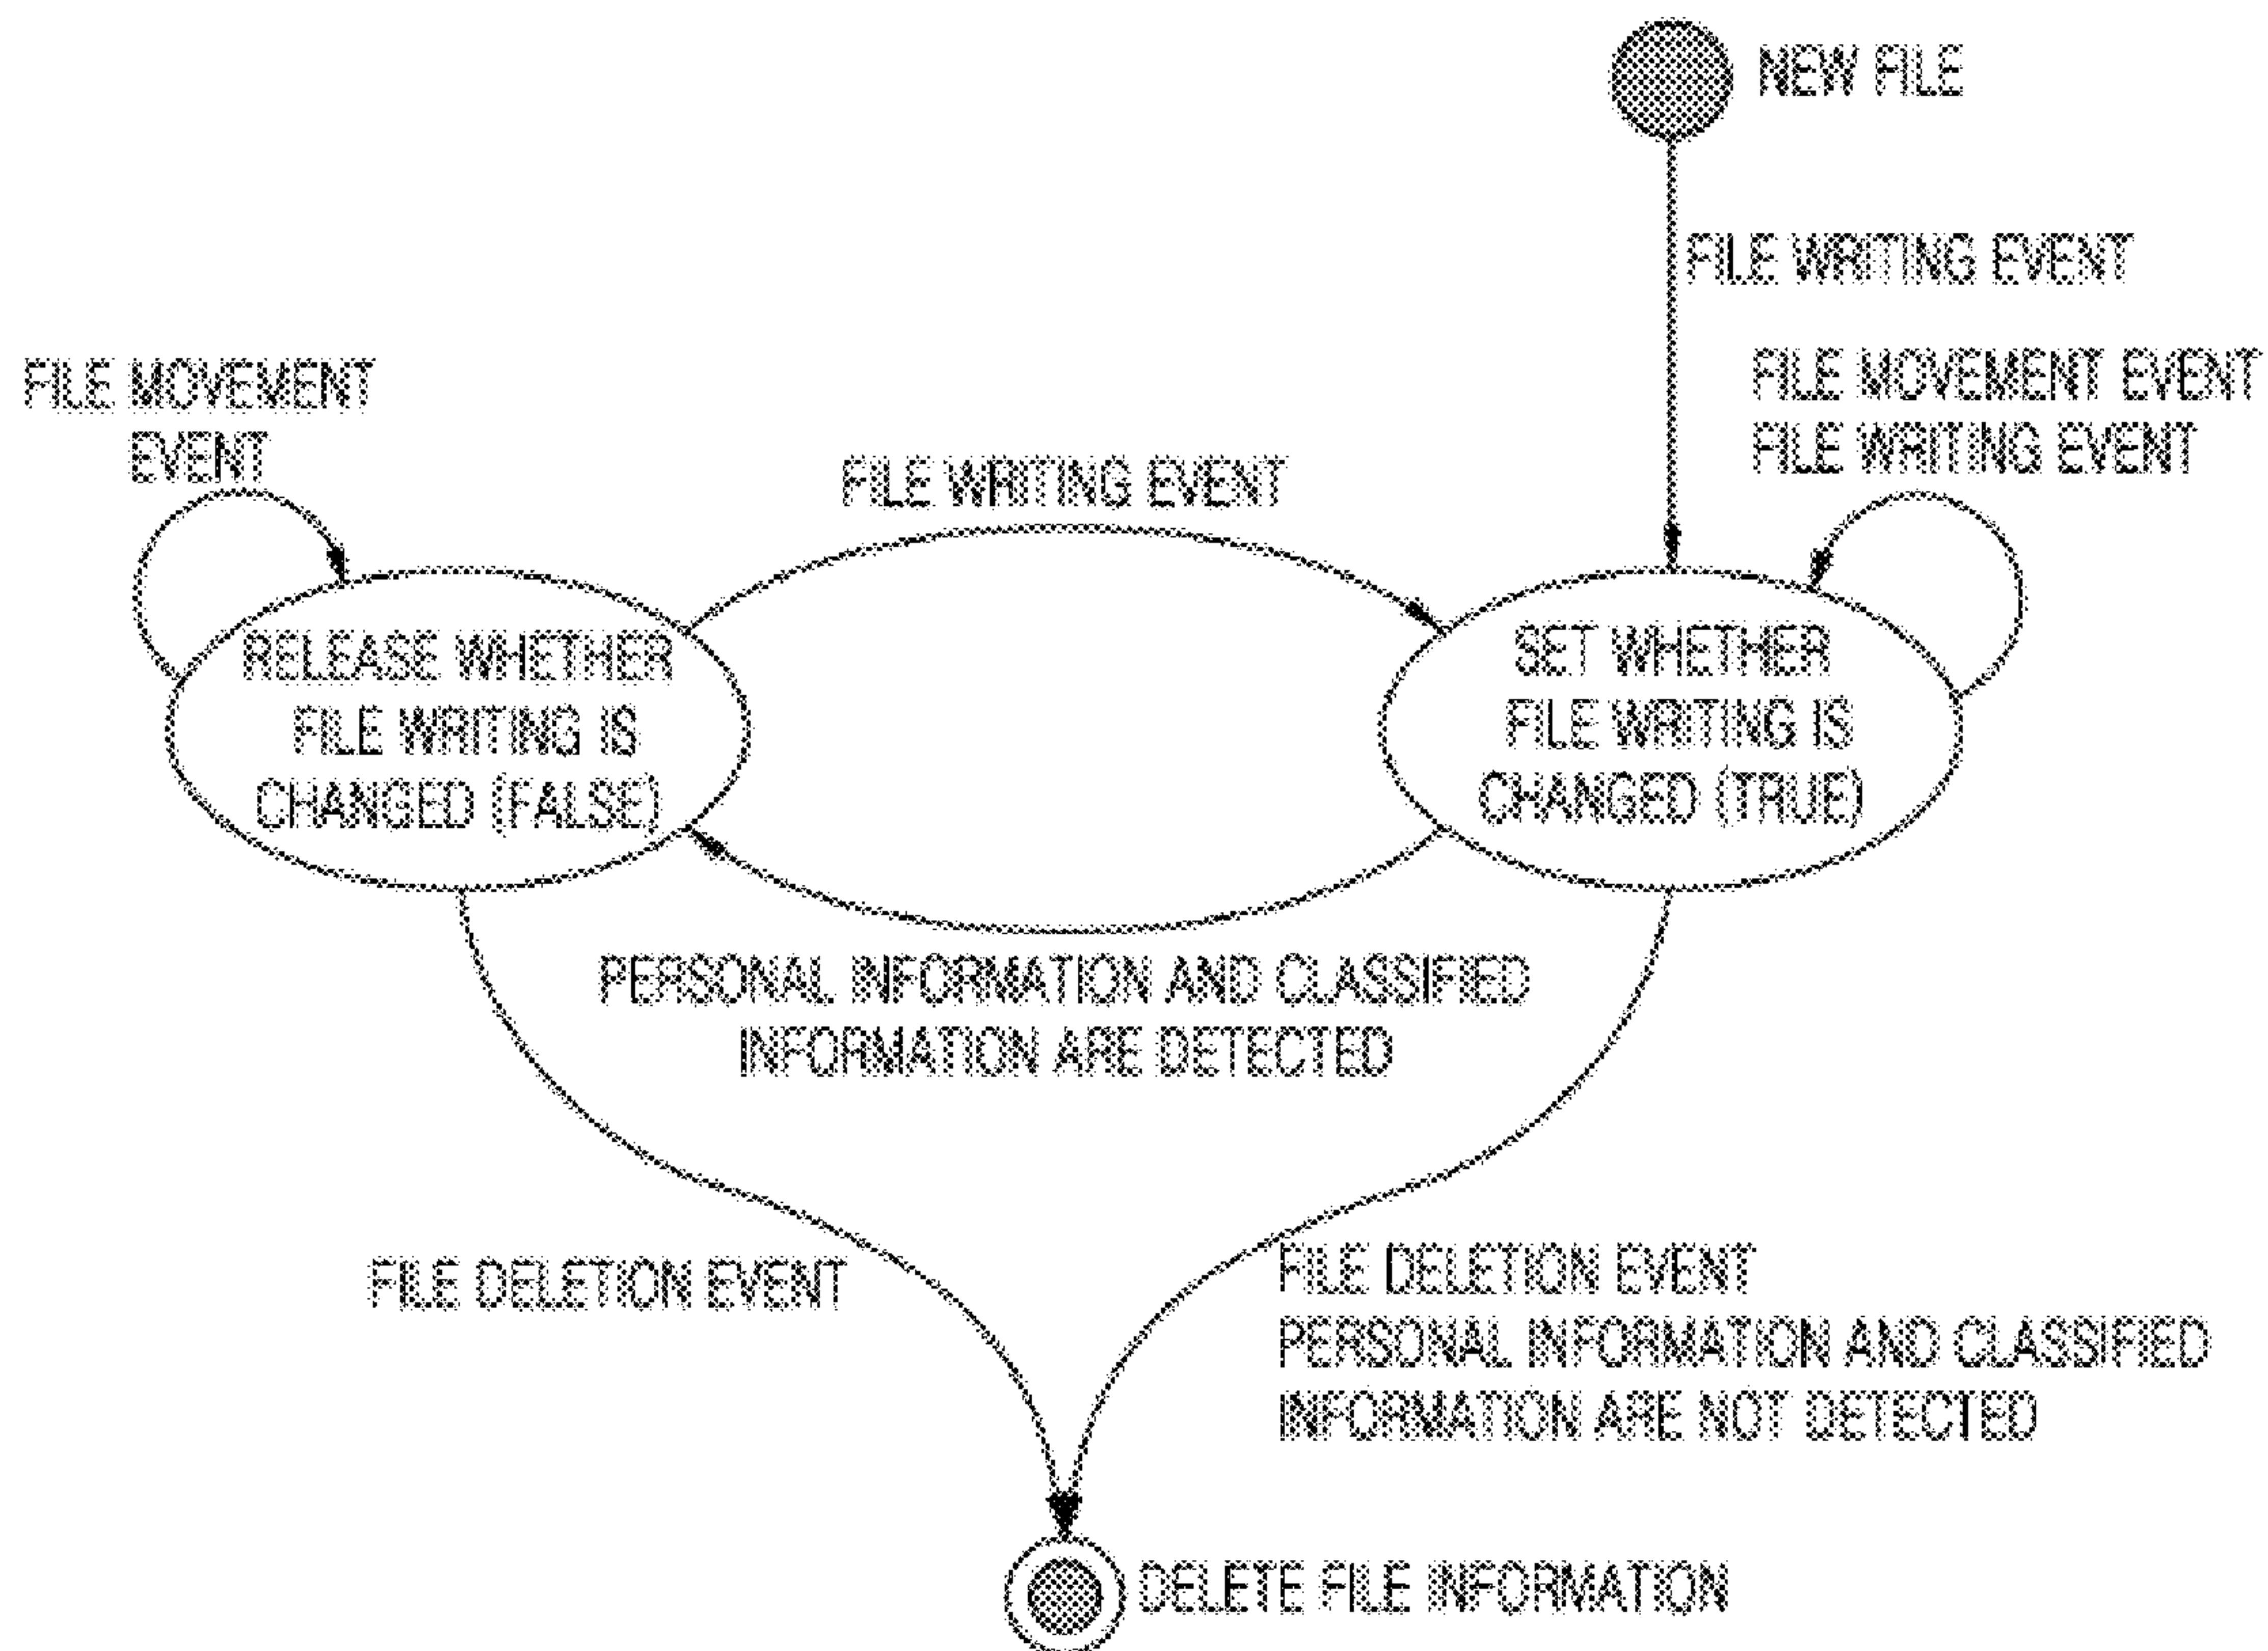 NEW FILE
FILE WRITING EVENT
FILE MOVEMENT
EVENT
FILE MOVEMENT EVENT
FILE WRITING EVENT
FILE WRITING EVENT
RELEASE WHETHER
FILE WRITING IS
CHANGED (FALSE)
SET WHETHER
FILE WRITING IS
CHANGED (TRUE)
PERSONAL INFORMATION AND CLASSIFIED
INFORMATION ARE DETECTED
FILE DELETION EVENT
FILE DELETION EVENT
PERSONAL INFORMATION AND CLASSIFIED
INFORMATION ARE NOT DETECTED
DELETE FILE INFORMATION